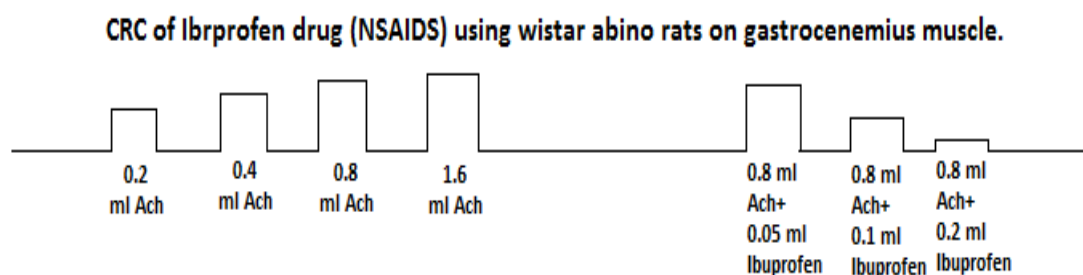 CRC of Ibrprofen drug (NSAIDS) using wistar abino rats on gastrocenemius muscle.
0.2
ml Ach
0.4
ml Ach
0.8
ml Ach
1.6
ml Ach
0.8 ml
Ach+
0.05 ml
Ibuprofen
0.8 ml
Ach+
0.1 ml
Ibuprofen
0.8 ml
Ach+
0.2 ml
Ibuprofen